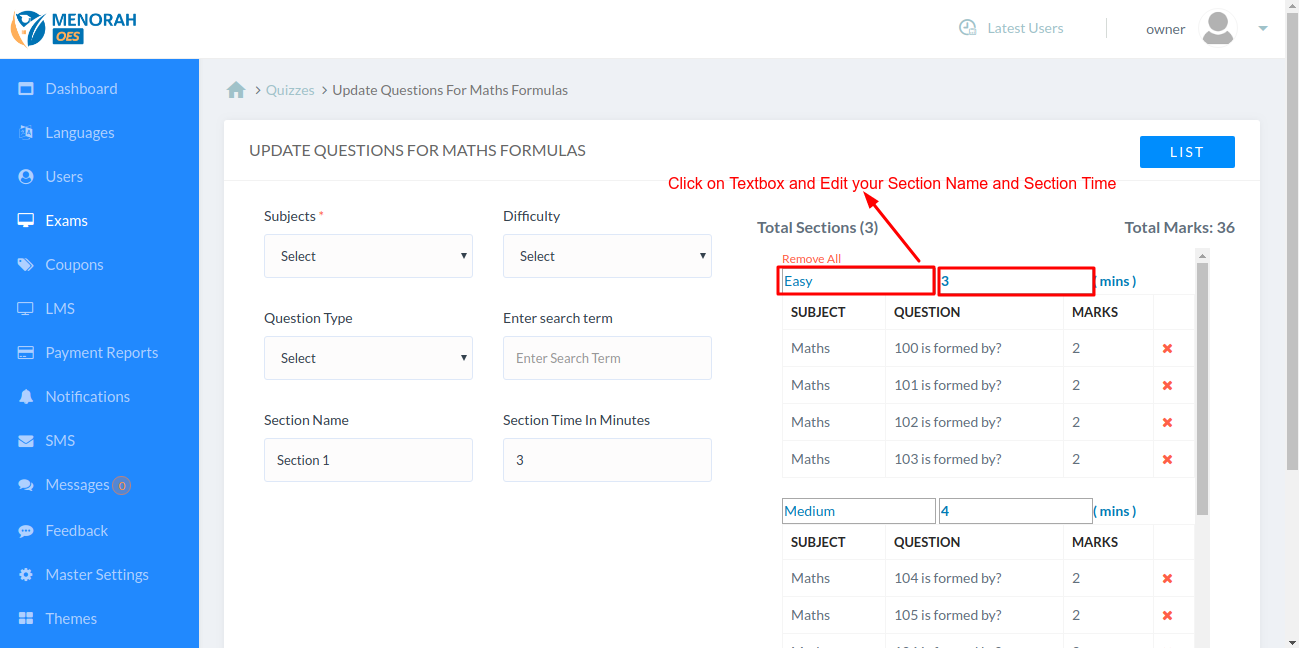 MENORAH
OES
Latest Users
owner
Dashboard
Languages
Users
Exams
Coupons
LMS
Payment Reports
Notifications
SMS
Messages 0
Feedback
Master Settings
Themes
> Quizzes > Update Questions For Maths Formulas
UPDATE QUESTIONS FOR MATHS FORMULAS
LIST
Click on Textbox and Edit your Section Name and Section Time
Subjects *
Difficulty
Select
Select
Question Type
Enter search term
Select
Enter Search Term
Section Name
Section Time In Minutes
Section 1
3
Total Sections (3)
Total Marks: 36
Remove All
Easy 3 ( mins )
SUBJECT QUESTION MARKS
Maths 100 is formed by? 2
Maths 101 is formed by? 2
Maths 102 is formed by? 2
Maths 103 is formed by? 2
Medium 4 ( mins )
SUBJECT QUESTION MARKS
Maths 104 is formed by? 2
Maths 105 is formed by? 2